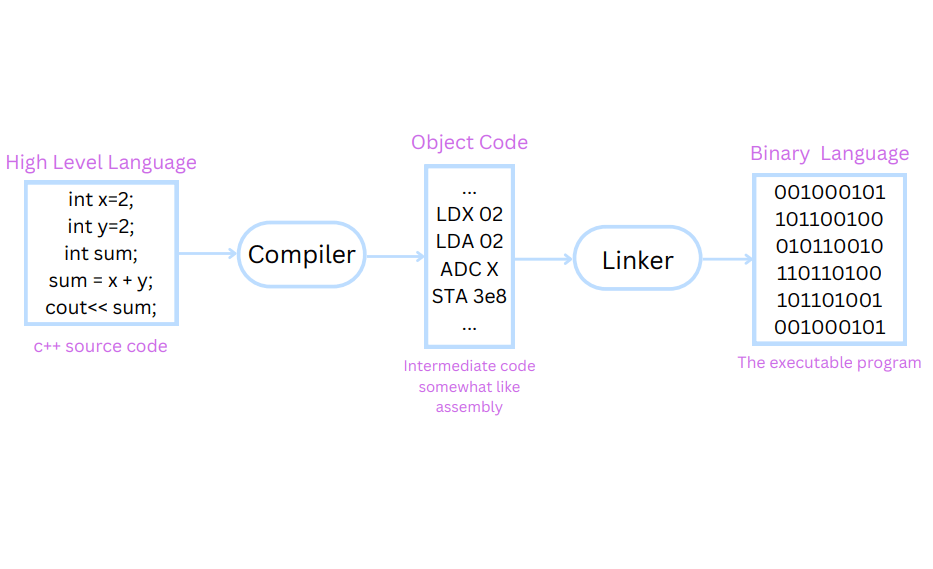 High Level Language
int x=2;
int y=2;
int sum;
sum = x + y;
cout<< sum;
c++ source code
Compiler
Object Code
...
LDX 02
LDA 02
ADC X
STA 3e8
...
Intermediate code
somewhat like
assembly
Linker
Binary Language
001000101
101100100
010110010
110110100
101101001
001000101
The executable program